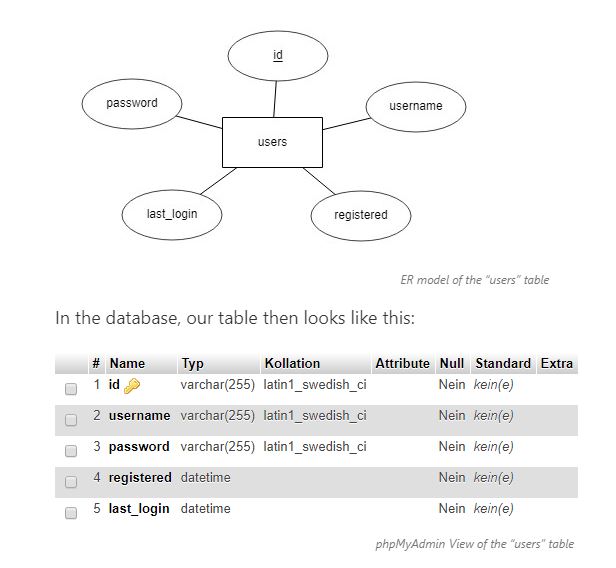 id
password
username
users
last_login
registered
ER model of the "users" table
In the database, our table then looks like this:
# Name Typ Kollation Attribute Null Standard Extra
1 id varchar(255) latin1_swedish_ci Nein kein(e)
2 username varchar(255) latin1_swedish_ci Nein kein(e)
3 password varchar(255) latin1_swedish_ci Nein kein(e)
4 registered datetime Nein kein(e)
5 last_login datetime Nein kein(e)
phpMyAdmin View of the "users" table